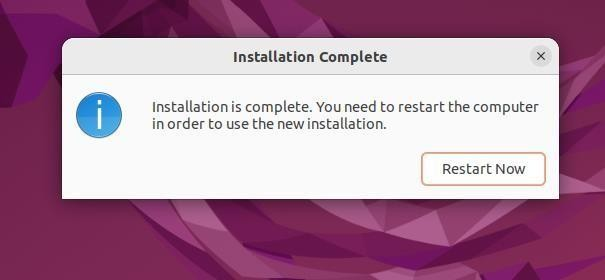 Installation Complete
Installation is complete. You need to restart the computer
in order to use the new installation.
Restart Now